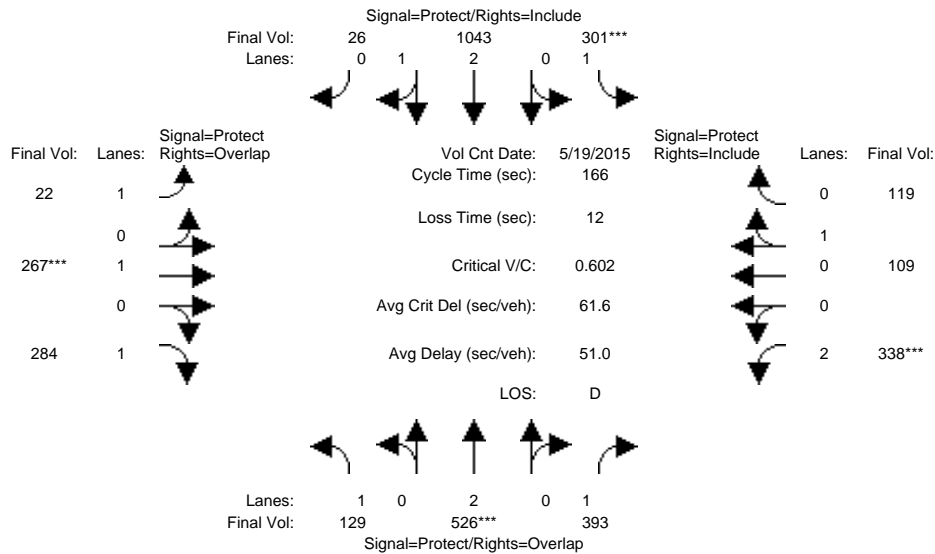 Signal=Protect/Rights=Include
Final Vol: 26 1043 301***
Lanes: 0 1 2 0 1
Signal=Protect
Final Vol: Lanes: Rights=Overlap
Vol Cnt Date: 5/19/2015
Signal=Protect
Rights=Include Lanes: Final Vol:
Cycle Time (sec): 166
22 1
0 119
Loss Time (sec): 12
0
1
267*** 1
Critical V/C: 0.602
0 109
0
Avg Crit Del (sec/veh): 61.6
0
284 1
Avg Delay (sec/veh): 51.0
2 338***
LOS: D
Lanes: 1 0 2 0 1
Final Vol: 129 526*** 393
Signal=Protect/Rights=Overlap